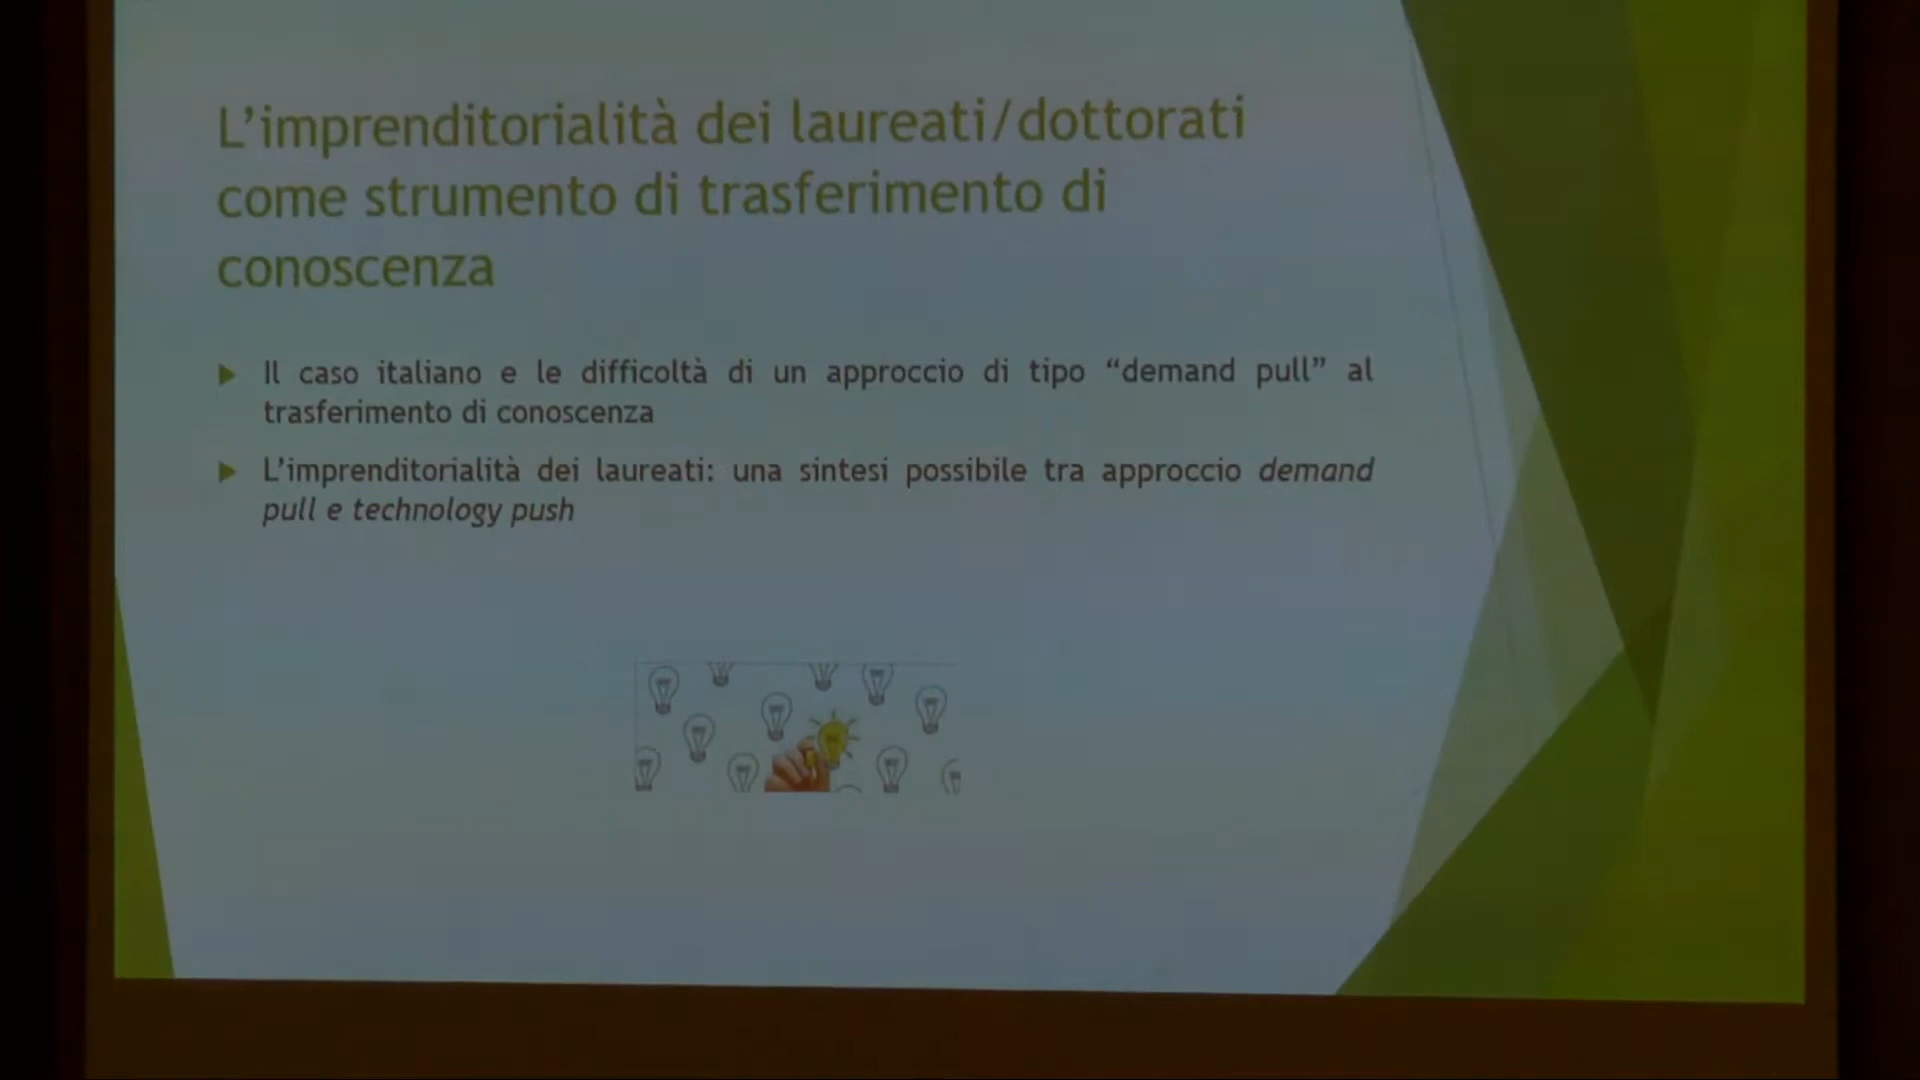 L’imprenditorialità dei laureati/dottorati
come strumento di trasferimento di
conoscenza
Il caso italiano e le difficoltà di un approccio di tipo “demand pull” al
trasferimento di conoscenza
L’imprenditorialità dei laureati: una sintesi possibile tra approccio demand
pull e technology push